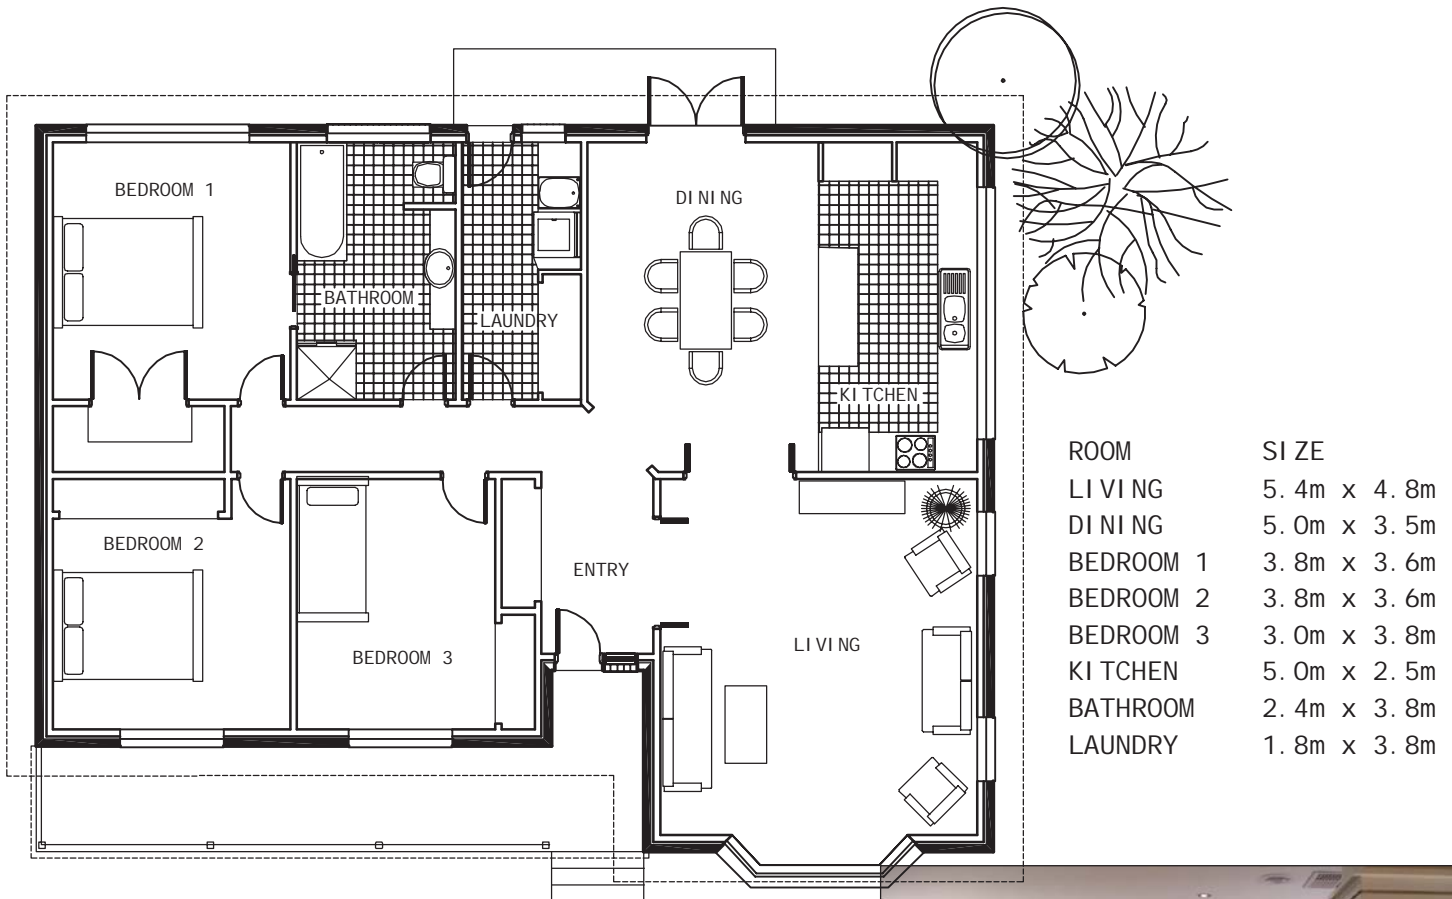 BEDROOM 1
DINING
BATHROOM
LAUNDRY
KITCHEN
BEDROOM 2
ENTRY
BEDROOM 3
LIVING
ROOM SIZE
LIVING 5.4m x 4.8m
DINING 5.0m x 3.5m
BEDROOM 1 3.8m x 3.6m
BEDROOM 2 3.8m x 3.6m
BEDROOM 3 3.0m x 3.8m
KITCHEN 5.0m x 2.5m
BATHROOM 2.4m x 3.8m
LAUNDRY 1.8m x 3.8m